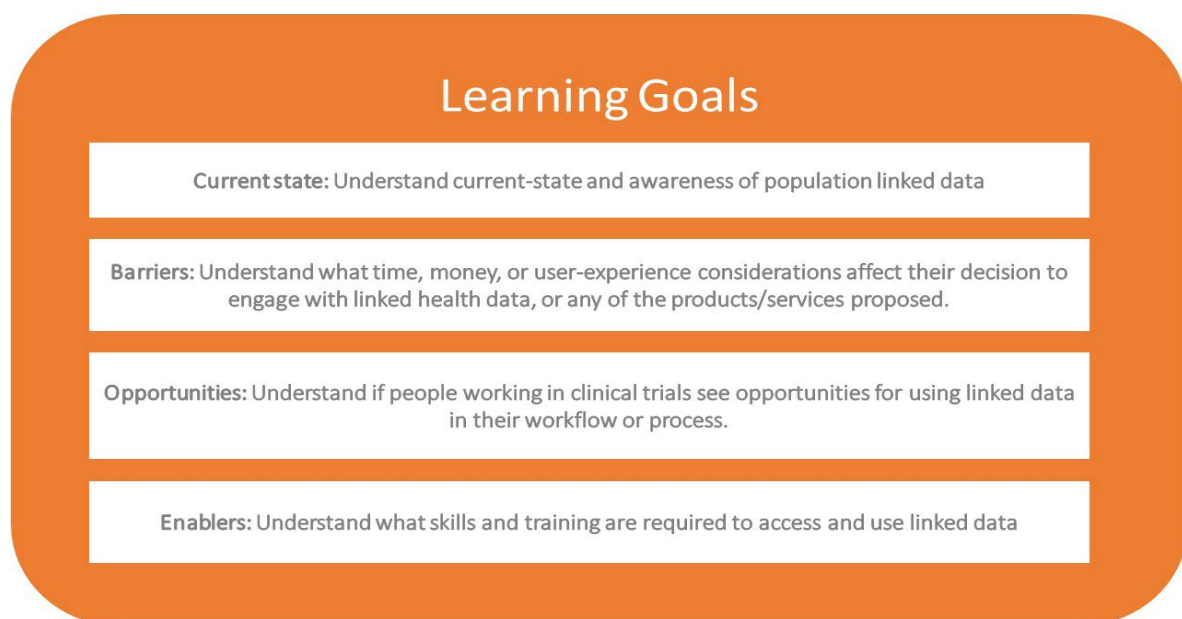 Learning Goals
Current state: Understand current-state and awareness of population linked data
Barriers: Understand what time, money, or user-experience considerations affect their decision to
engage with linked health data, or any of the products/services proposed.
Opportunities: Understand if people working in clinical trials see opportunities for using linked data
in their workflow or process.
Enablers: Understand what skills and training are required to access and use linked data